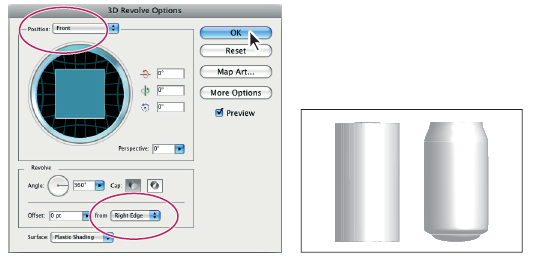 3D Revolve Options
Position: Front
OK
Reset
Map Art...
More Options
Preview
0°
0°
0°
Perspective: 0°
Revolve
Angle: 360° Cap:
Offset: 0 pt from Right Edge
Surface: Plastic Shading